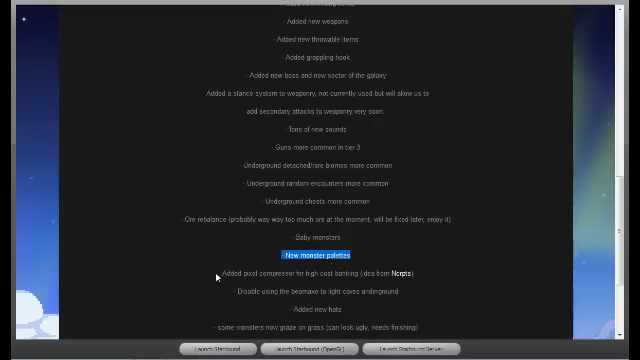 - Added new weapons
- Added new throwable items
- Added grappling hook
- Added new boss and new sector of the galaxy
- Added a stance system to weaponry, not currently used but will allow us to
add secondary attacks to weaponry very soon.
- Tons of new sounds
- Guns more common in tier 3
- Underground detached/rare biomes more common
- Underground random encounters more common
- Underground chests more common
- Ore rebalance (probably way way too much ore at the moment, will be fixed later, enjoy it)
- Baby monsters
- New monster palettes
Added pixel compressor for high cost banking (idea from Ncrpts)
- Disable using the beamaxe to light caves underground
- Added new hats
- some monsters now graze on grass (can look ugly, needs finishing)
Launch Starbound
Launch Starbound (OpenGL)
Launch Starbound Server